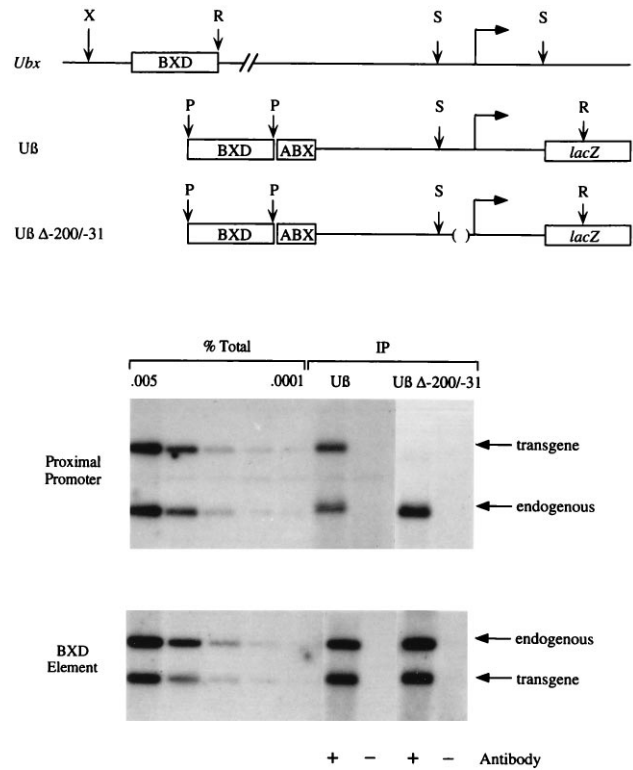 X R S S
Ubx BXD
P P S R
Uß BXD ABX lacZ
P P S R
Uß Δ-200/-31 BXD ABX ( ) lacZ
% Total IP
.005 .0001 Uß Uß Δ-200/-31
Proximal
Promoter
transgene
endogenous
BXD
Element
endogenous
transgene
+ − + − Antibody